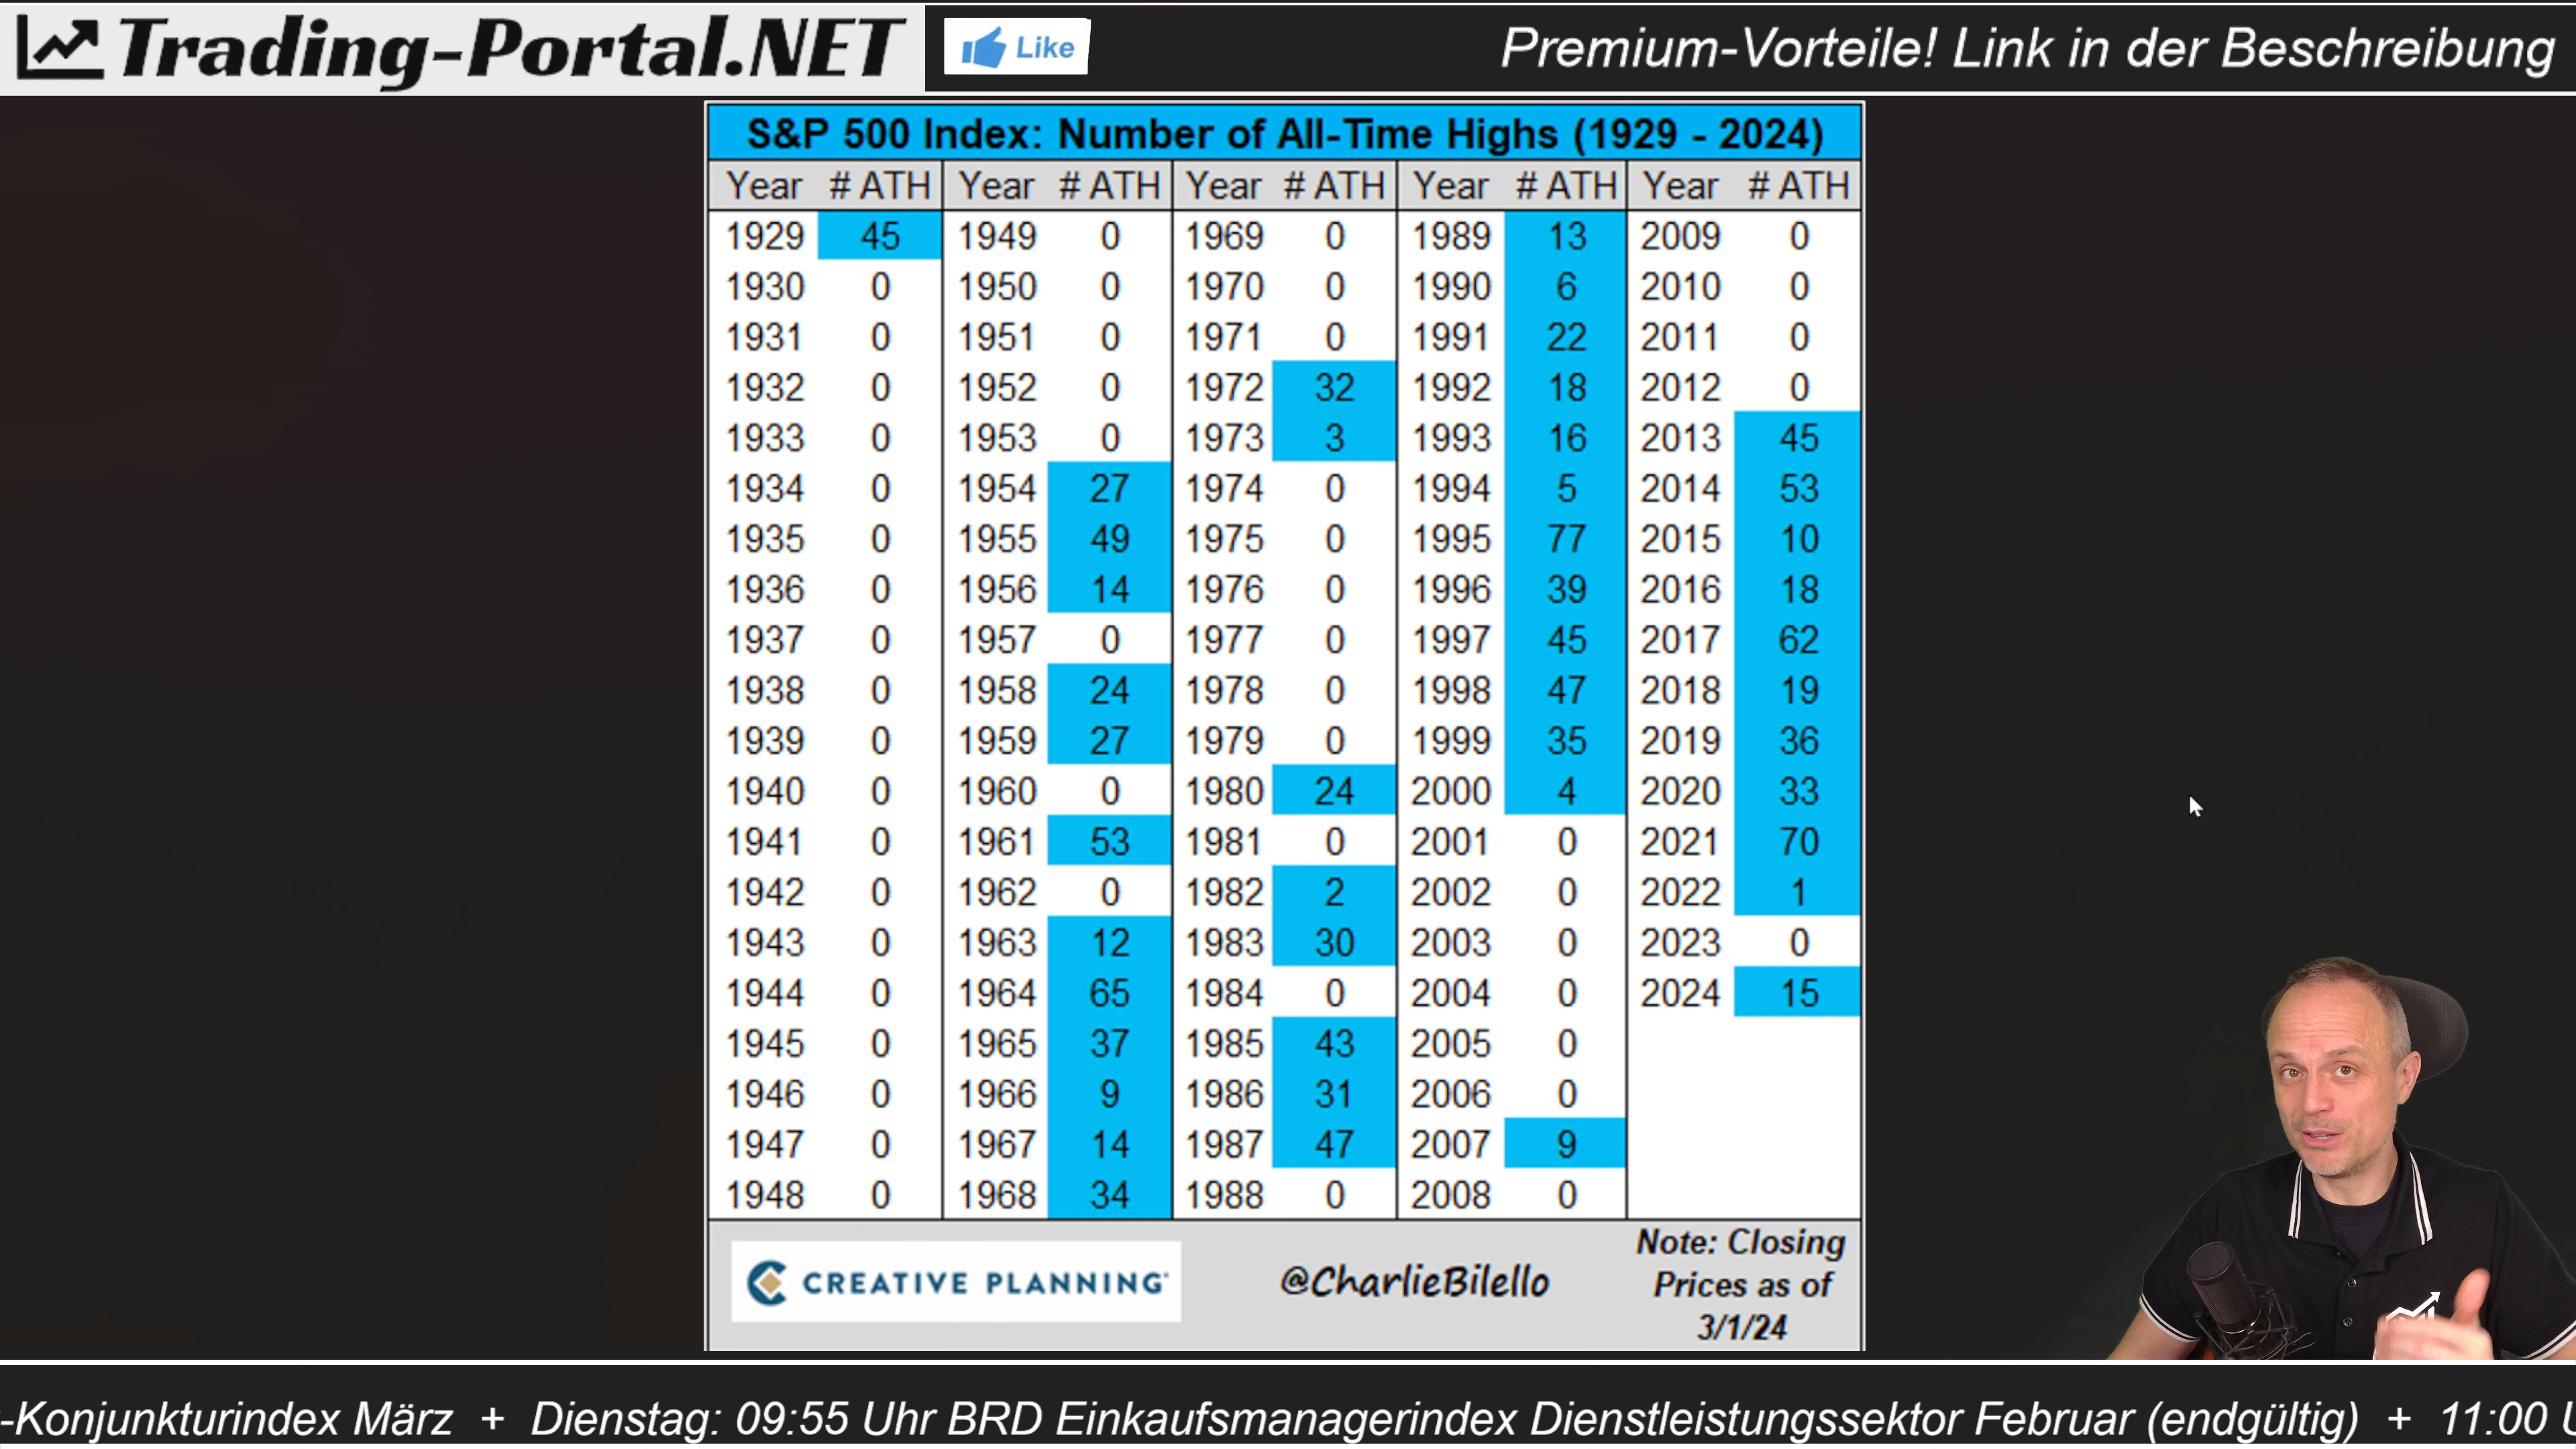 Trading-Portal.NET
Like
Premium-Vorteile! Link in der Beschreibung
S&P 500 Index: Number of All-Time Highs (1929 - 2024)
Year # ATH Year # ATH Year # ATH Year # ATH Year # ATH
1929 45 1949 0 1969 0 1989 13 2009 0
1930 0 1950 0 1970 0 1990 6 2010 0
1931 0 1951 0 1971 0 1991 22 2011 0
1932 0 1952 0 1972 32 1992 18 2012 0
1933 0 1953 0 1973 3 1993 16 2013 45
1934 0 1954 27 1974 0 1994 5 2014 53
1935 0 1955 49 1975 0 1995 77 2015 10
1936 0 1956 14 1976 0 1996 39 2016 18
1937 0 1957 0 1977 0 1997 45 2017 62
1938 0 1958 24 1978 0 1998 47 2018 19
1939 0 1959 27 1979 0 1999 35 2019 36
1940 0 1960 0 1980 24 2000 4 2020 33
1941 0 1961 53 1981 0 2001 0 2021 70
1942 0 1962 0 1982 2 2002 0 2022 1
1943 0 1963 12 1983 30 2003 0 2023 0
1944 0 1964 65 1984 0 2004 0 2024 15
1945 0 1965 37 1985 43 2005 0
1946 0 1966 9 1986 31 2006 0
1947 0 1967 14 1987 47 2007 9
1948 0 1968 34 1988 0 2008 0
CREATIVE PLANNING
@CharlieBilello
Note: Closing
Prices as of
3/1/24
-Konjunkturindex März + Dienstag: 09:55 Uhr BRD Einkaufsmanagerindex Dienstleistungssektor Februar (endgültig) + 11:00 U